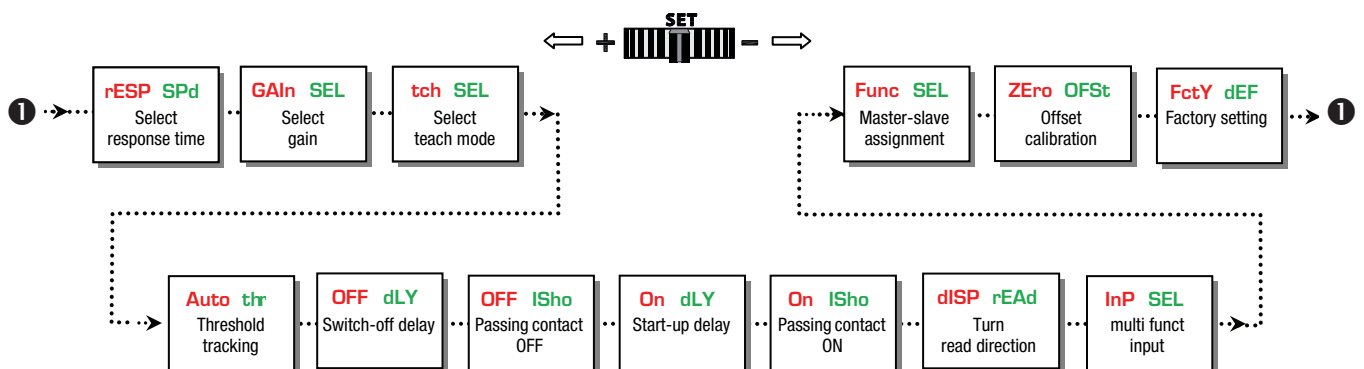 SET
+ -
❶
rESP SPd
Select
response time
GAIn SEL
Select
gain
tch SEL
Select
teach mode
Func SEL
Master-slave
assignment
ZEro OFSt
Offset
calibration
FctY dEF
Factory setting
❶
Auto thr
Threshold
tracking
OFF dLY
Switch-off delay
OFF ISho
Passing contact
OFF
On dLY
Start-up delay
On ISho
Passing contact
ON
dISP rEAd
Turn
read direction
InP SEL
multi funct
input